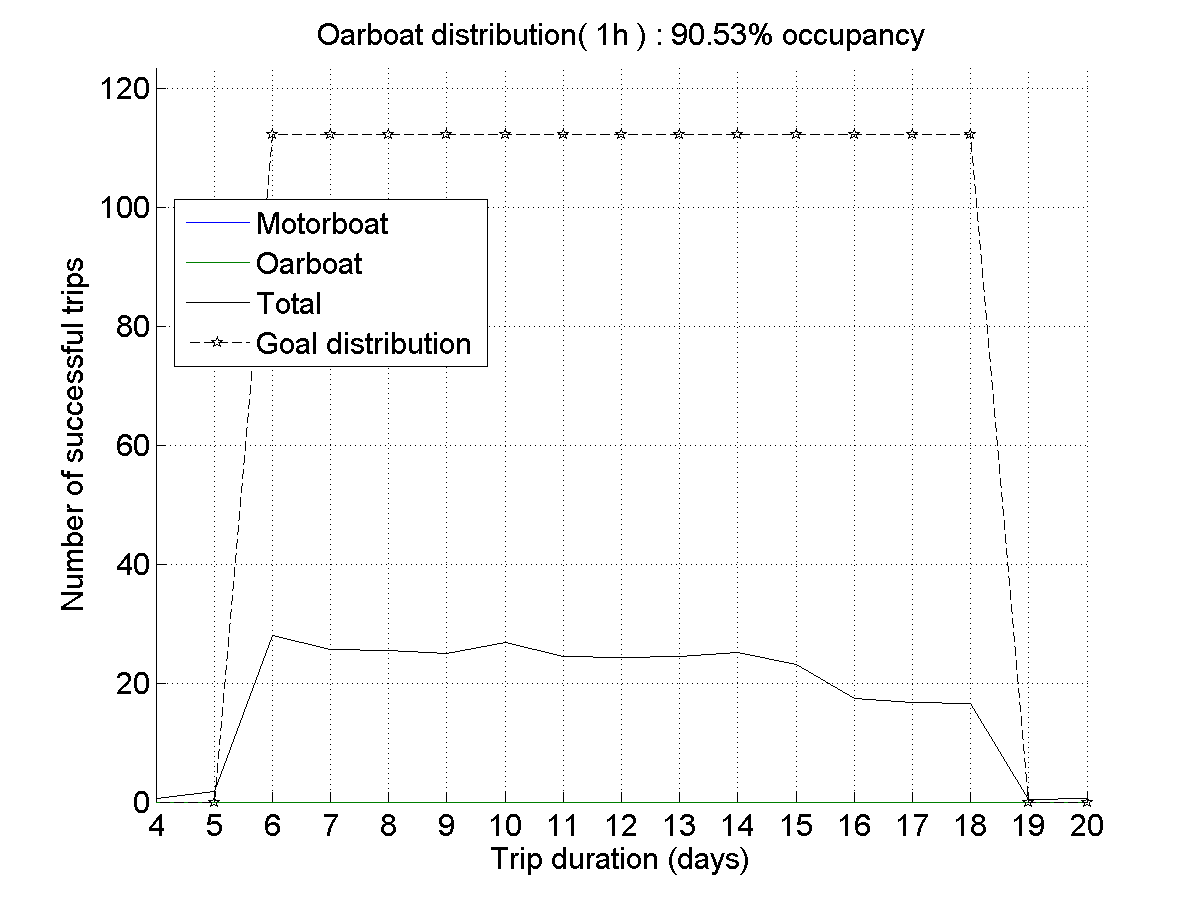 Oarboat distribution( 1h ) : 90.53% occupancy
120
100
80
60
40
20
0
Number of successful trips
Motorboat
Oarboat
Total
Goal distribution
4 5 6 7 8 9 10 11 12 13 14 15 16 17 18 19 20
Trip duration (days)